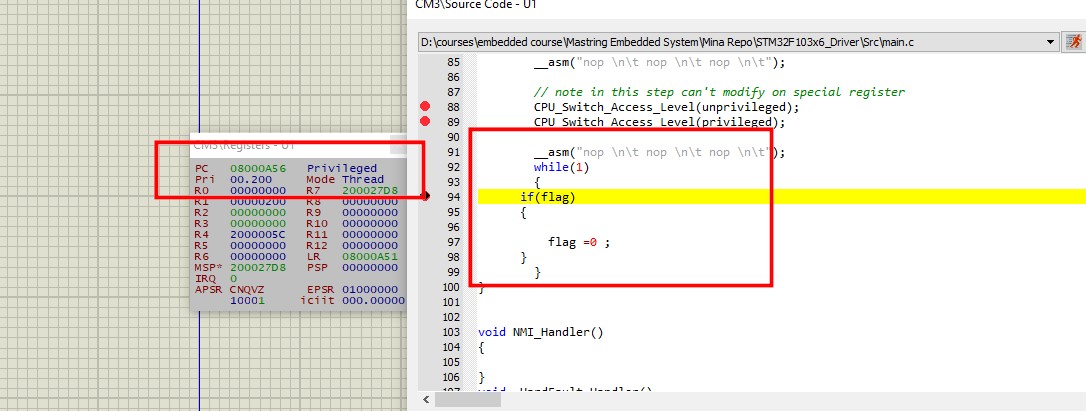 CM3\Source Code - U1
D:\courses\embedded course\Mastring Embedded System\Mina Repo\STM32F103x6_Driver\Src\main.c
85 __asm("nop \n\t nop \n\t nop \n\t");
86
87 // note in this step can't modify on special register
88 CPU_Switch_Access_Level(unprivileged);
89 CPU_Switch_Access_Level(privileged);
90
91 __asm("nop \n\t nop \n\t nop \n\t");
92 while(1)
93 {
94 if(flag)
95 {
96
97 flag =0 ;
98 }
99 }
100 }
101
102
103 void NMI_Handler()
104 {
105
106 }
CM3\Registers - U1
PC 08000A56 Privileged
Pri 00.200 Mode Thread
R0 00000000 R7 200027D8
R1 00000200 R8 00000000
R2 00000000 R9 00000000
R3 00000000 R10 00000000
R4 2000005C R11 00000000
R5 00000000 R12 00000000
R6 00000000 LR 08000A51
MSP* 200027D8 PSP 00000000
IRQ 0
APSR CNQVZ EPSR 01000000
10001 iciit 000.00000